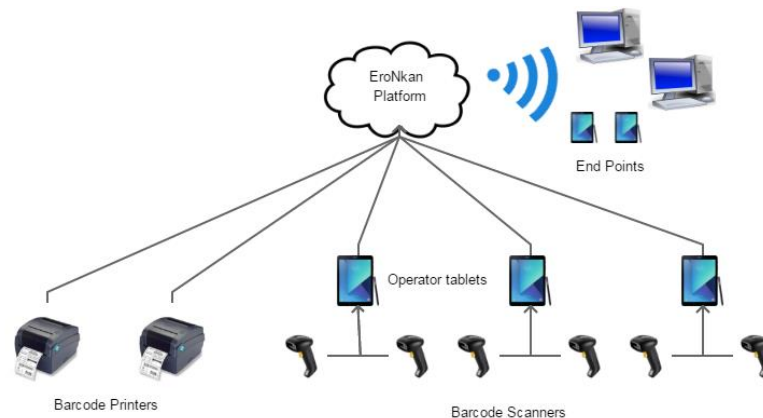 EroNkan
Platform
End Points
Operator tablets
Barcode Printers
Barcode Scanners